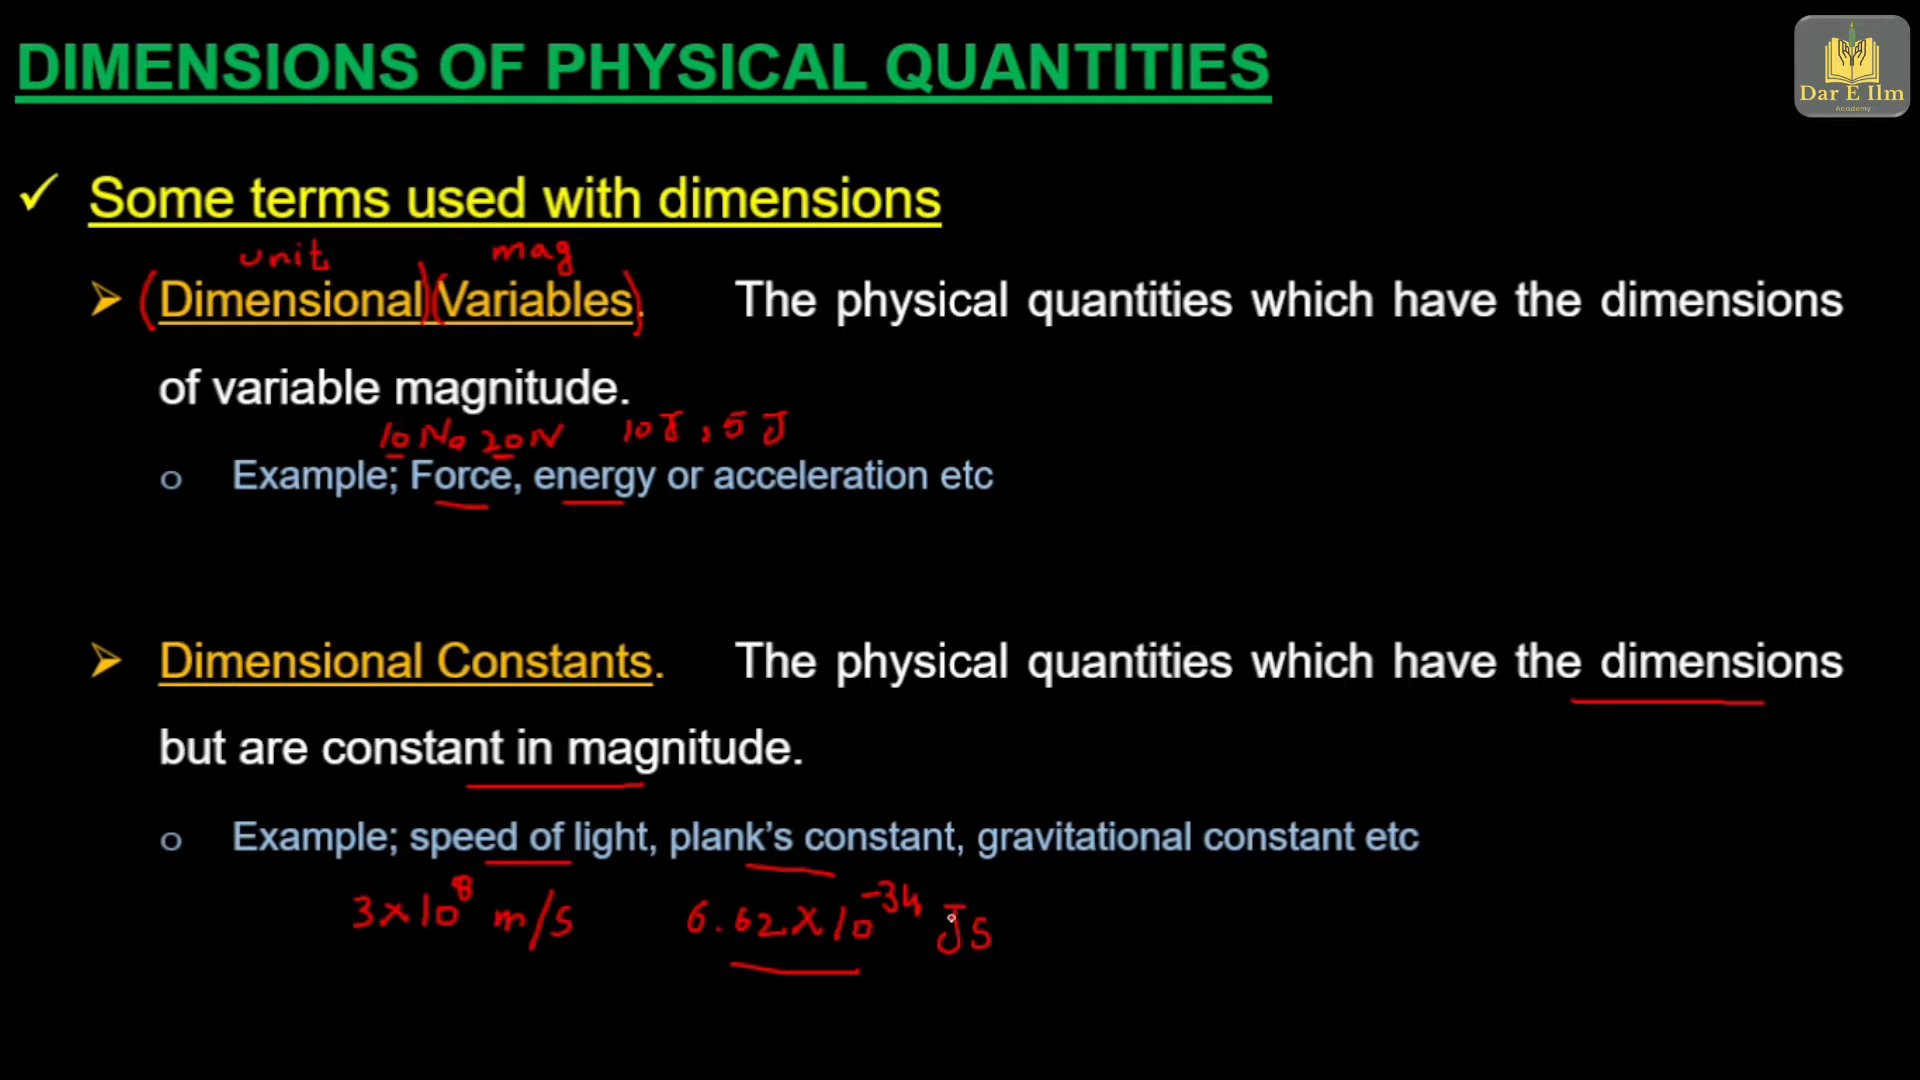 DIMENSIONS OF PHYSICAL QUANTITIES
Dar E Ilm
Academy
✓ Some terms used with dimensions
unit mag
➢ (Dimensional) (Variables). The physical quantities which have the dimensions
of variable magnitude.
10 N, 20 N 10 J, 5 J
o Example; Force, energy or acceleration etc
➢ Dimensional Constants. The physical quantities which have the dimensions
but are constant in magnitude.
o Example; speed of light, plank's constant, gravitational constant etc
3×10⁸ m/s 6.62×10⁻³⁴ Js